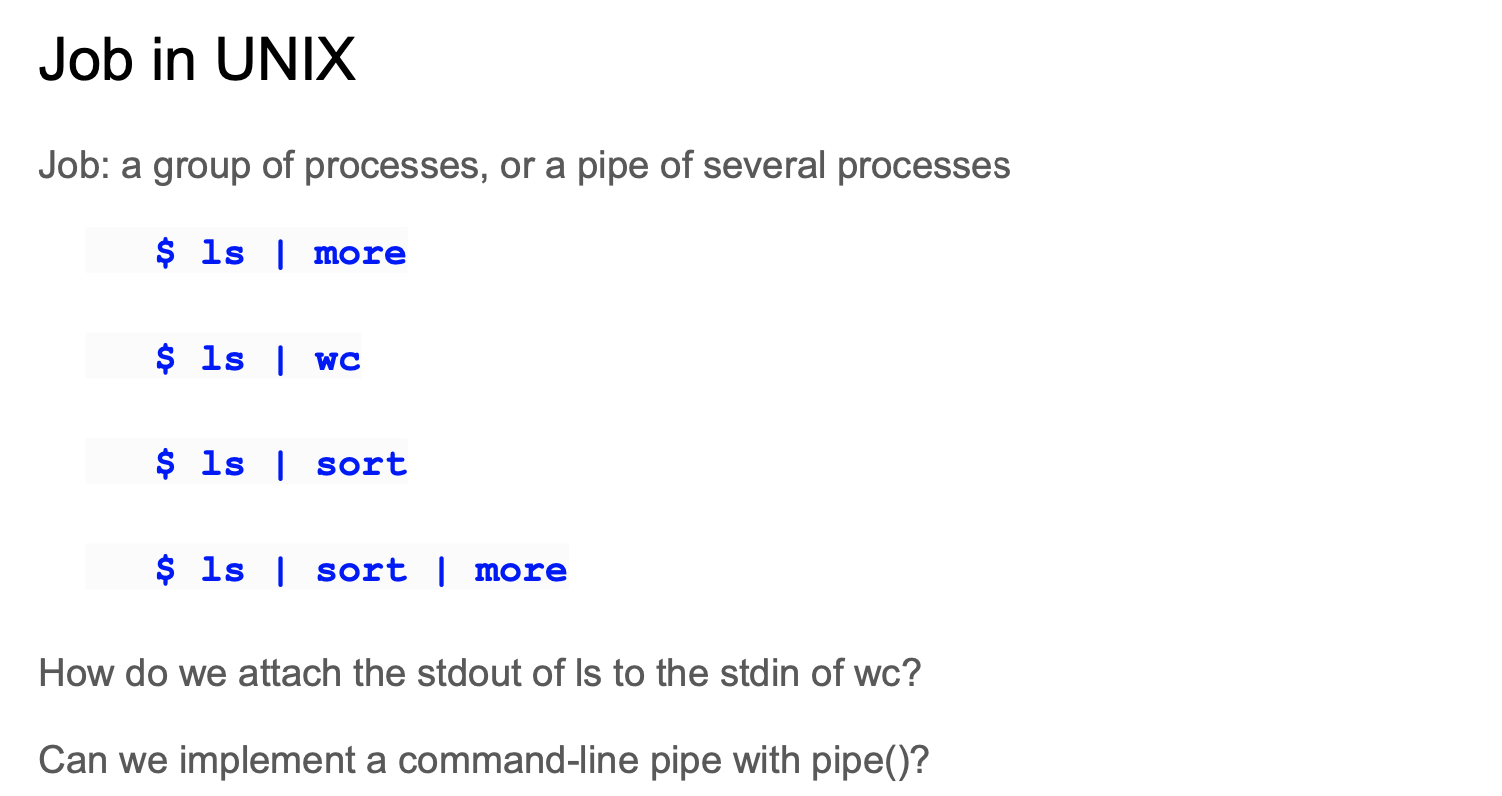 Job in UNIX
Job: a group of processes, or a pipe of several processes
$ ls | more
$ ls | wc
$ ls | sort
$ ls | sort | more
How do we attach the stdout of ls to the stdin of wc?
Can we implement a command-line pipe with pipe()?